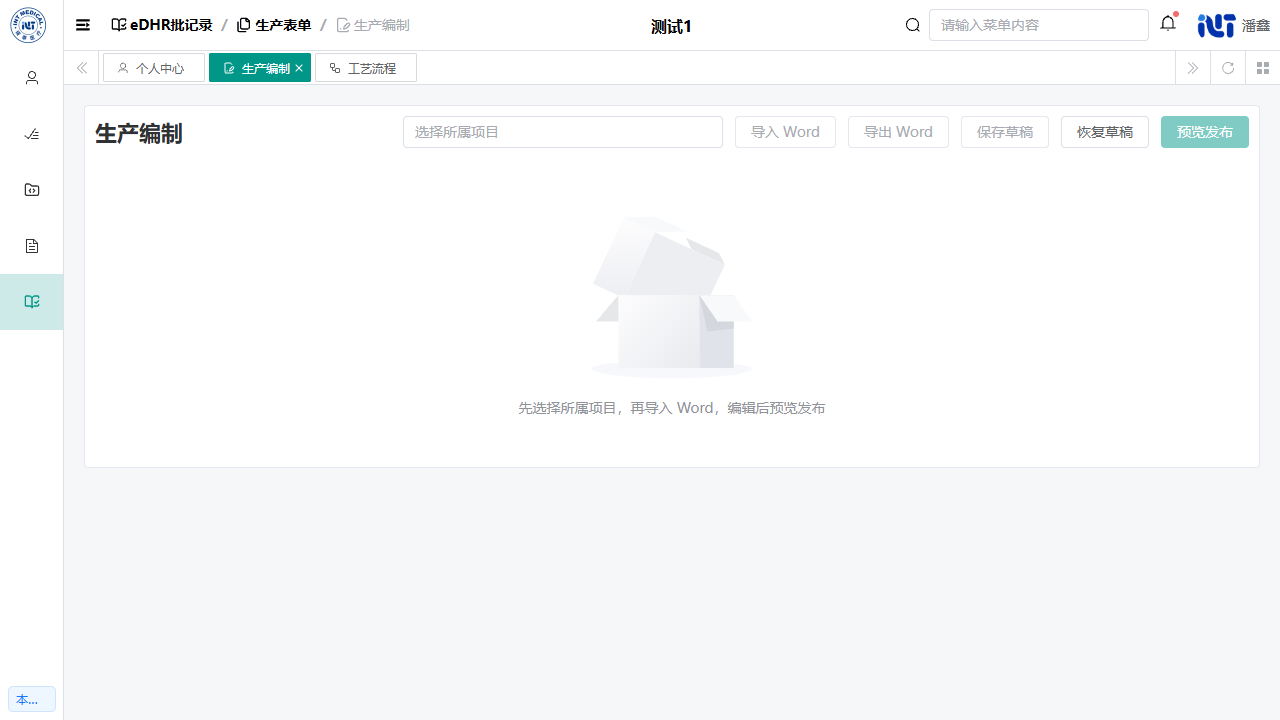 eDHR批记录 / 生产表单 / 生产编制
测试1
请输入菜单内容
INT
潘鑫
个人中心
生产编制
工艺流程
生产编制
选择所属项目
导入 Word
导出 Word
保存草稿
恢复草稿
预览发布
先选择所属项目，再导入 Word，编辑后预览发布
本...